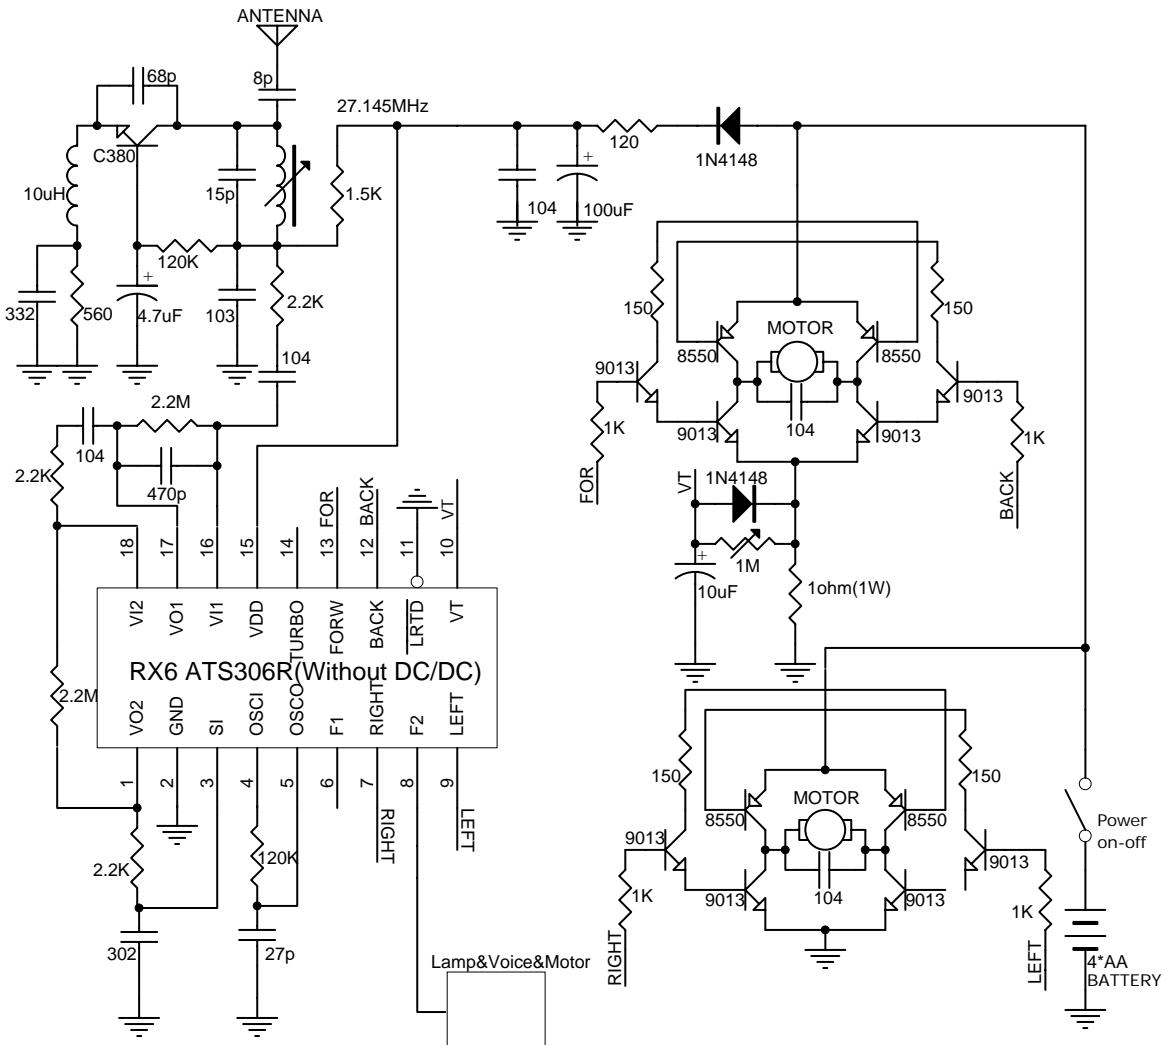 ANTENNA
68p
8p
27.145MHz
C380
120
1N4148
10uH
15p
1.5K
104
100uF
120K
332
560
4.7uF
103
2.2K
150
150
MOTOR
8550
8550
104
9013
9013
2.2M
1K
9013
104
9013
1K
104
2.2K
470p
FOR
VT
1N4148
BACK
1M
10uF
1ohm(1W)
18
17
16
15
14
13
FOR
12
BACK
11
10
VT
VI2
VO1
VI1
VDD
TURBO
FORW
BACK
LRTD
VT
RX6 ATS306R(Without DC/DC)
2.2M
VO2
GND
SI
OSCI
OSCO
F1
RIGHT
F2
LEFT
1
2
3
4
5
6
7
8
9
RIGHT
LEFT
2.2K
120K
302
27p
Lamp&Voice&Motor
150
150
MOTOR
8550
8550
9013
9013
104
1K
9013
9013
1K
RIGHT
LEFT
Power
on-off
4*AA
BATTERY